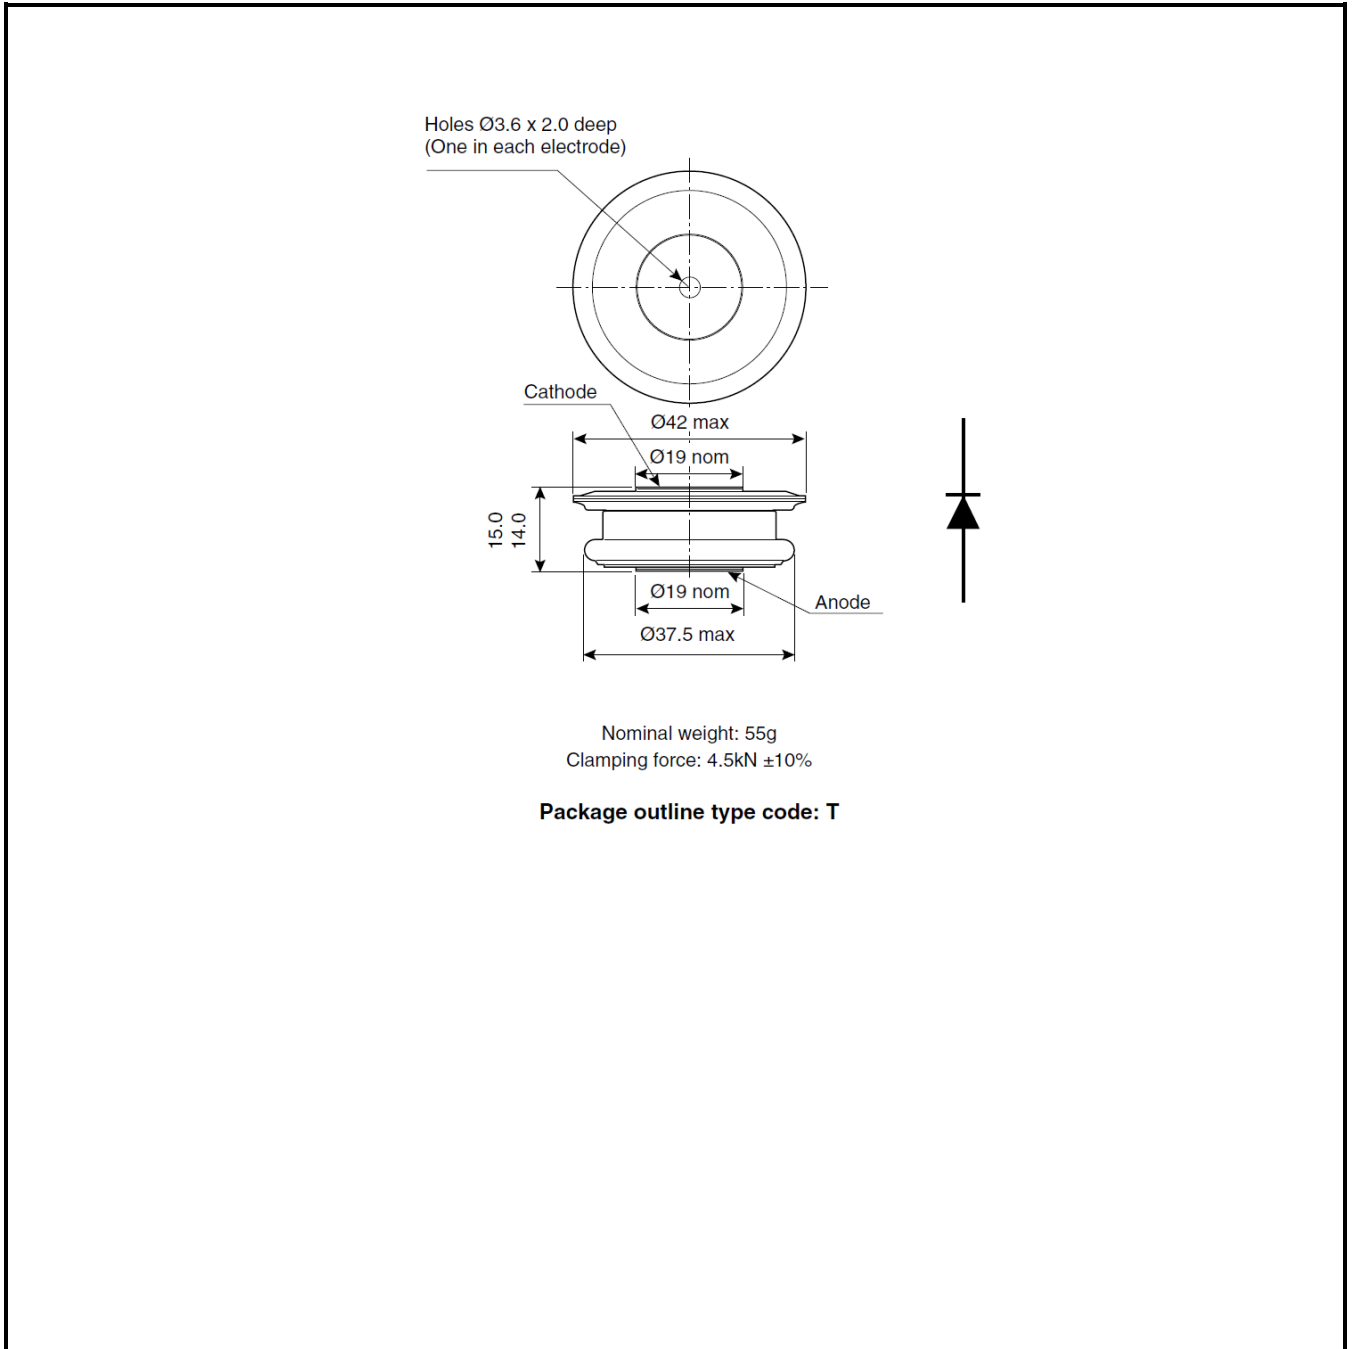 Holes Ø3.6 x 2.0 deep
(One in each electrode)
Cathode
Ø42 max
Ø19 nom
15.0
14.0
Ø19 nom
Anode
Ø37.5 max
Nominal weight: 55g
Clamping force: 4.5kN ±10%
Package outline type code: T